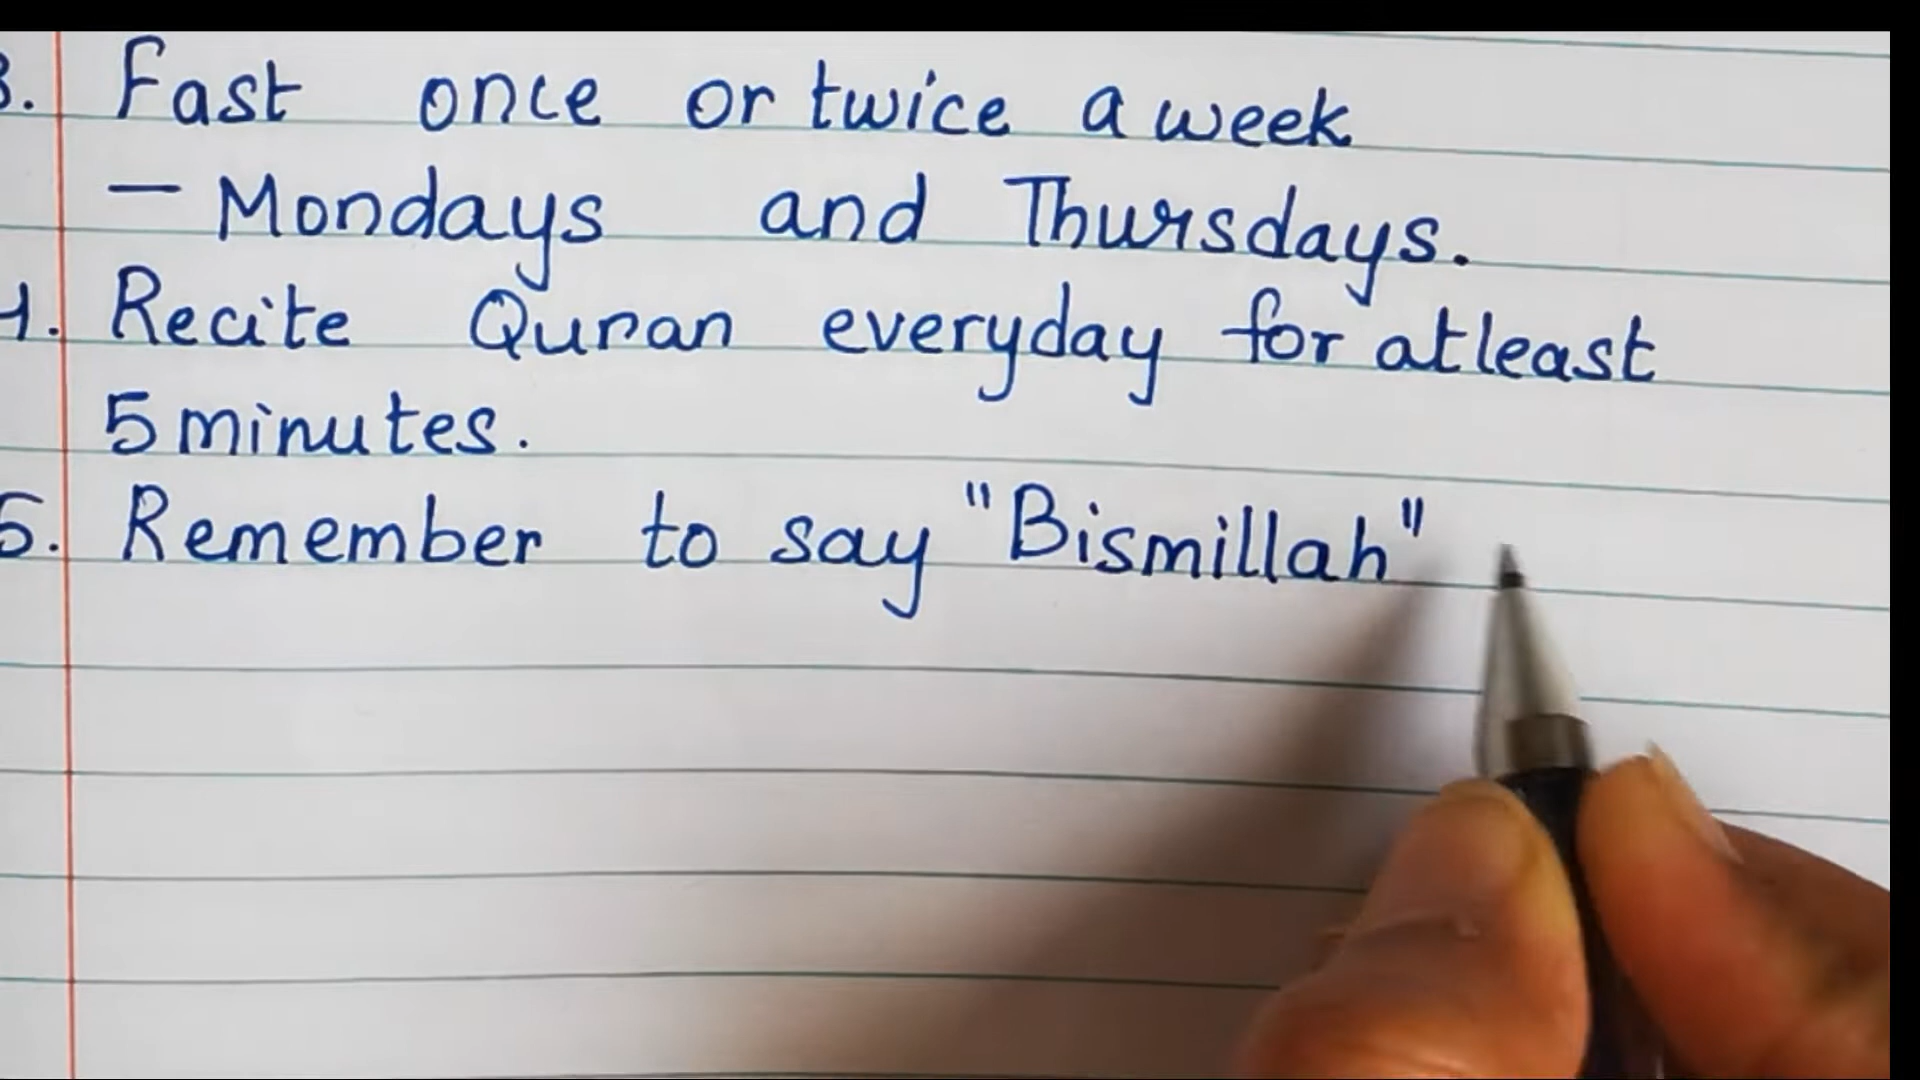 3. Fast once or twice a week
— Mondays and Thursdays.
4. Recite Quran everyday for atleast
5 minutes.
5. Remember to say "Bismillah"